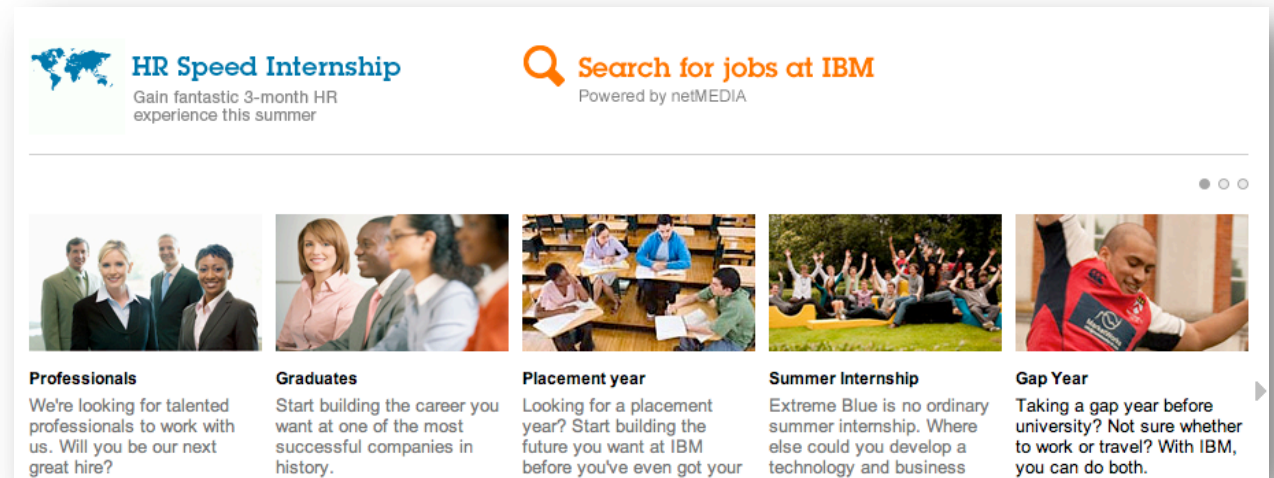 HR Speed Internship
Gain fantastic 3-month HR
experience this summer
Search for jobs at IBM
Powered by netMEDIA
Professionals
We're looking for talented
professionals to work with
us. Will you be our next
great hire?
Graduates
Start building the career you
want at one of the most
successful companies in
history.
Placement year
Looking for a placement
year? Start building the
future you want at IBM
before you've even got your
Summer Internship
Extreme Blue is no ordinary
summer internship. Where
else could you develop a
technology and business
Gap Year
Taking a gap year before
university? Not sure whether
to work or travel? With IBM,
you can do both.